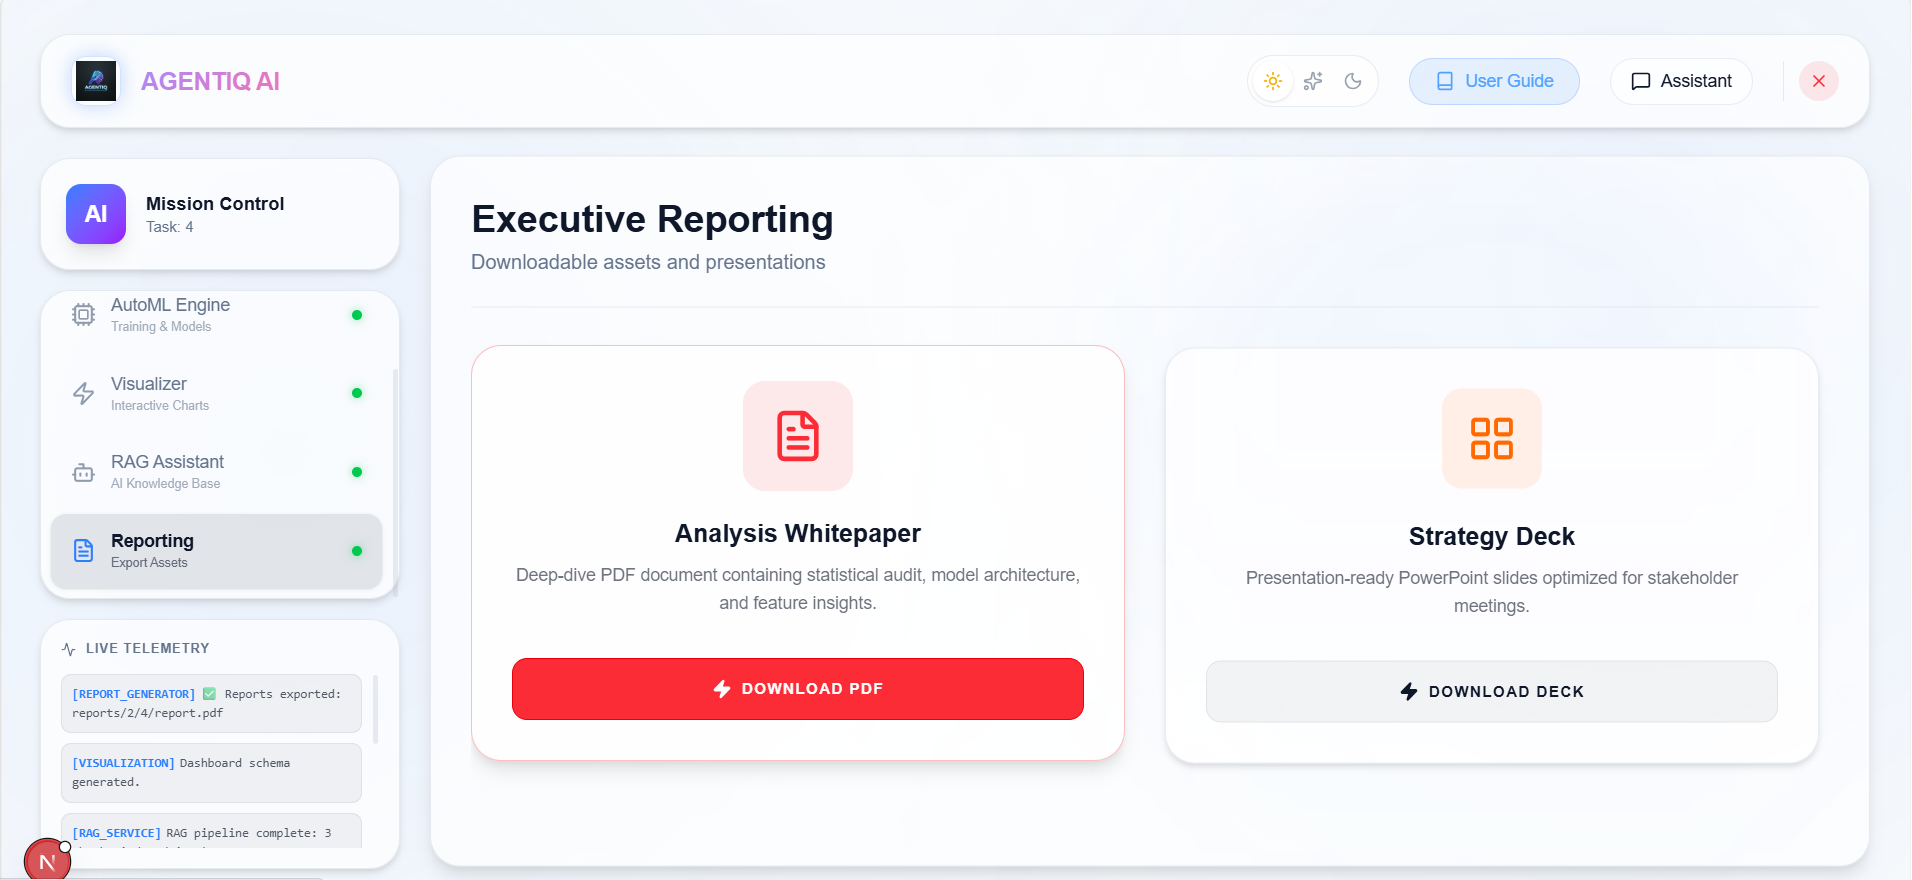 AGENTIQ AI
User Guide
Assistant
AI
Mission Control
Task: 4
AutoML Engine
Training & Models
Visualizer
Interactive Charts
RAG Assistant
AI Knowledge Base
Reporting
Export Assets
LIVE TELEMETRY
[REPORT_GENERATOR] ✅ Reports exported:
reports/2/4/report.pdf
[VISUALIZATION] Dashboard schema
generated.
[RAG_SERVICE] RAG pipeline complete: 3
N
Executive Reporting
Downloadable assets and presentations
Analysis Whitepaper
Deep-dive PDF document containing statistical audit, model architecture,
and feature insights.
DOWNLOAD PDF
Strategy Deck
Presentation-ready PowerPoint slides optimized for stakeholder
meetings.
DOWNLOAD DECK